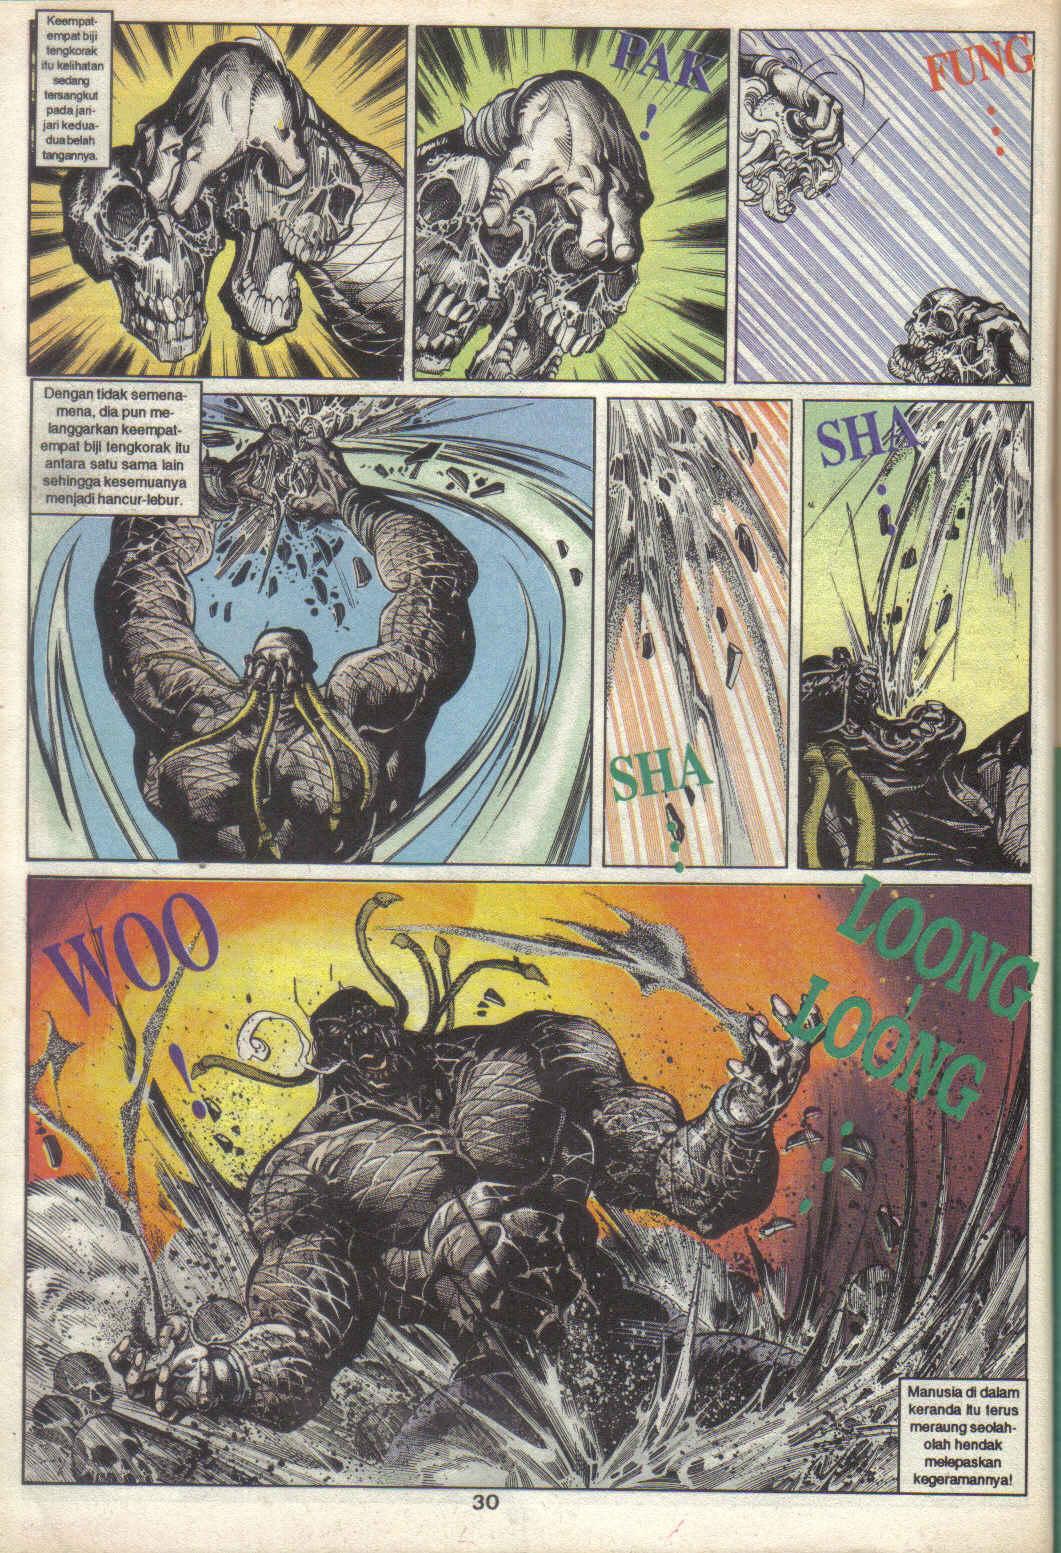 Keempat-
empat biji
tengkorak
itu kelihatan
sedang
tersangkut
pada jari-
jari kedua-
dua belah
tangannya.
PAK
!
FUNG
...
Dengan tidak semena-
mena, dia pun me-
langgarkan keempat-
empat biji tengkorak itu
antara satu sama lain
sehingga kesemuanya
menjadi hancur-lebur.
SHA
...
SHA
...
WOO
!
LOONG
LOONG
...
Manusia di dalam
keranda itu terus
meraung seolah-
olah hendak
melepaskan
kegeramannya!
30